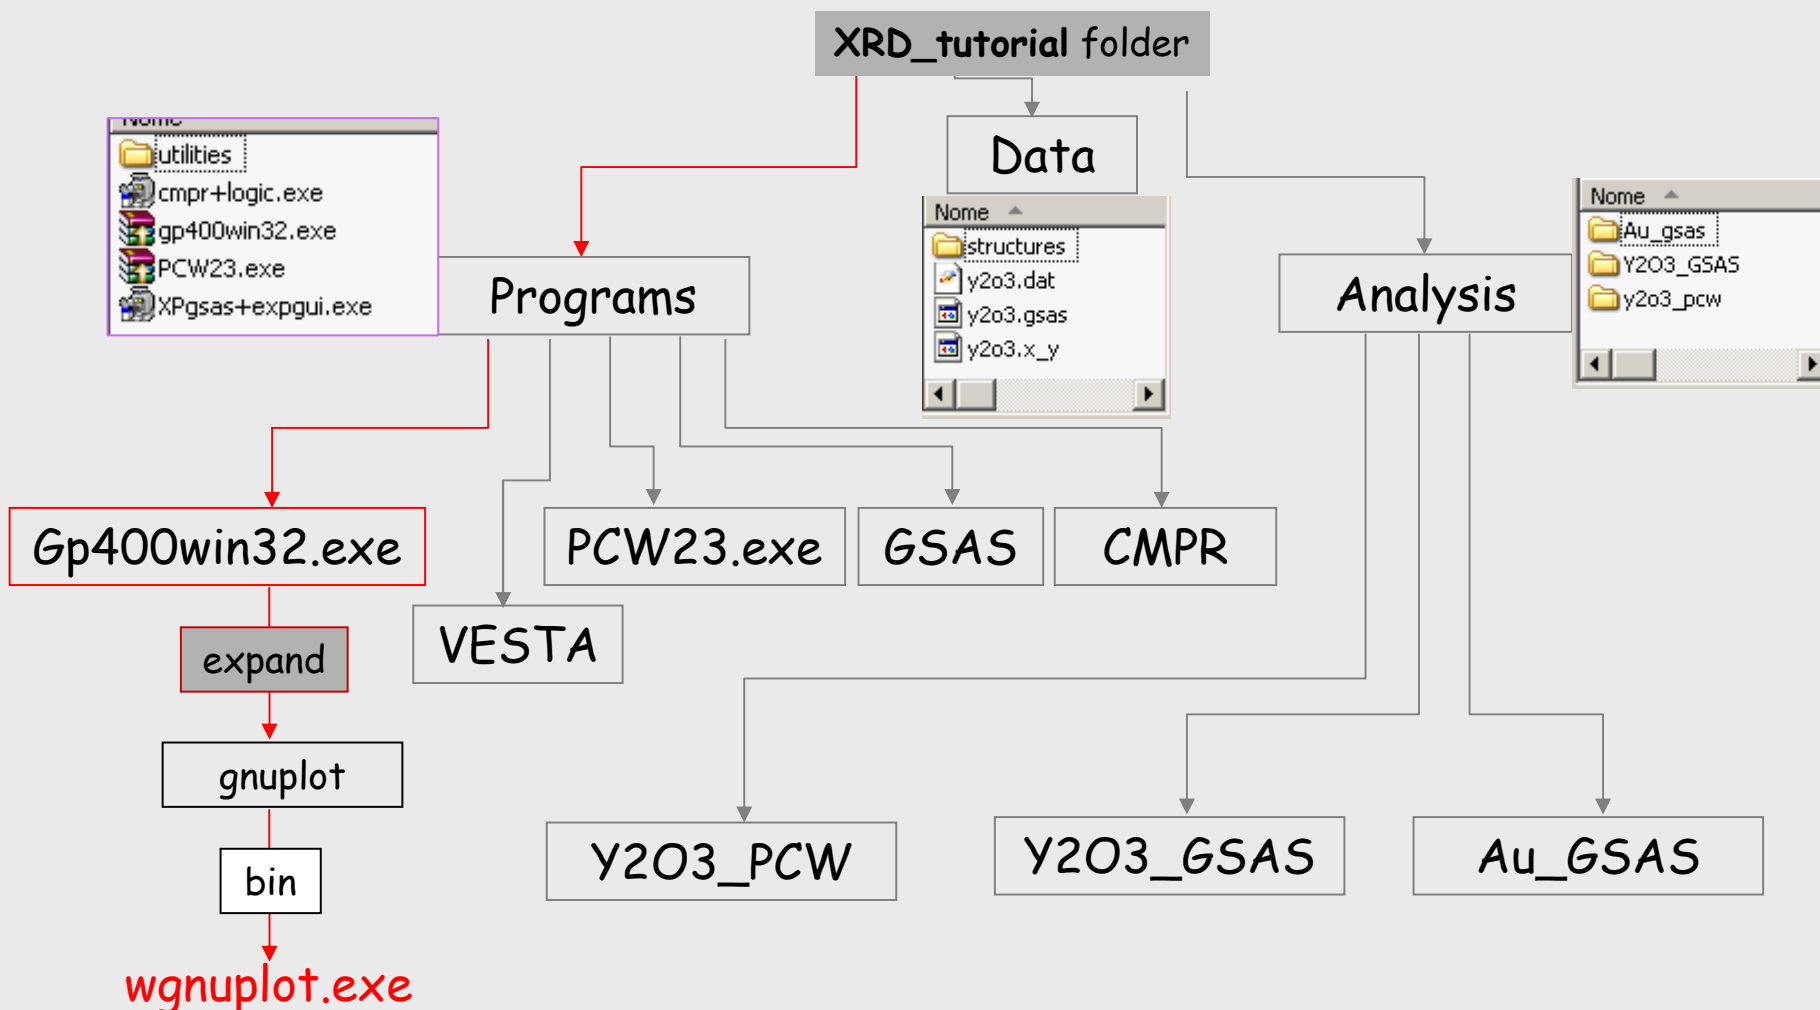 XRD_tutorial folder
Nome
utilities
cmpr+logic.exe
gp400win32.exe
PCW23.exe
XPgsas+expgui.exe
Programs
Data
Nome
structures
y2o3.dat
y2o3.gsas
y2o3.x_y
Analysis
Nome
Au_gsas
Y2O3_GSAS
y2o3_pcw
Gp400win32.exe
PCW23.exe
GSAS
CMPR
VESTA
expand
gnuplot
bin
wgnuplot.exe
Y2O3_PCW
Y2O3_GSAS
Au_GSAS